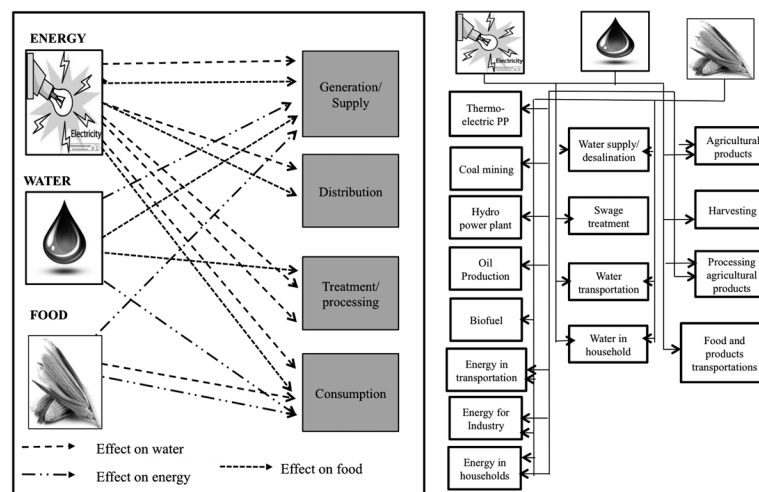 ENERGY
Electricity
WATER
FOOD
Generation/
Supply
Distribution
Treatment/
processing
Consumption
Effect on water
Effect on energy
Effect on food
Electricity
Thermo-
electric PP
Coal mining
Hydro
power plant
Oil
Production
Biofuel
Energy in
transportation
Energy for
Industry
Energy in
households
Water supply/
desalination
Swage
treatment
Water
transportation
Water in
household
Agricultural
products
Harvesting
Processing
agricultural
products
Food and
products
transportations